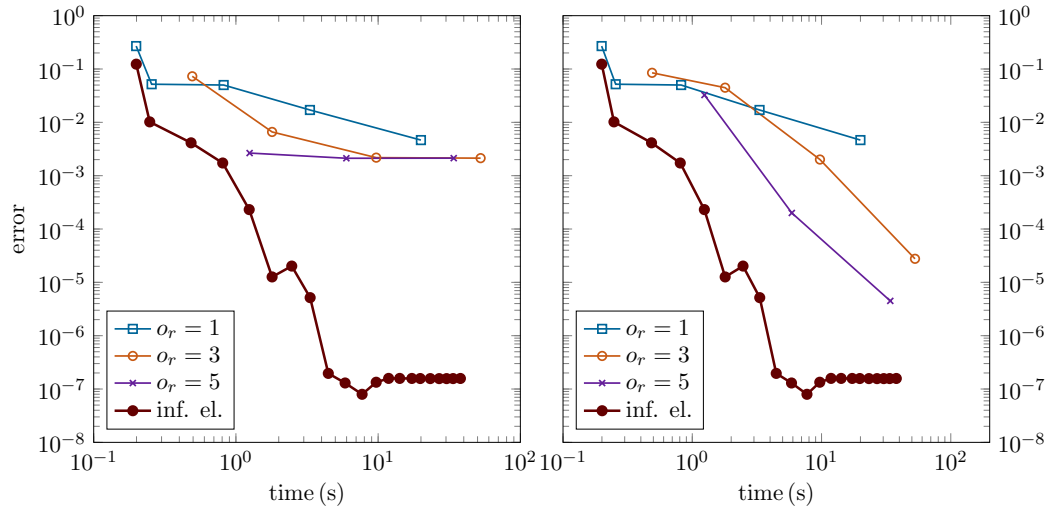 10^0
10^-1
10^-2
10^-3
10^-4
10^-5
10^-6
10^-7
10^-8
error
10^-1
10^0
10^1
10^2
time (s)
o_r = 1
o_r = 3
o_r = 5
inf. el.
10^-1
10^0
10^1
10^2
time (s)
o_r = 1
o_r = 3
o_r = 5
inf. el.
10^0
10^-1
10^-2
10^-3
10^-4
10^-5
10^-6
10^-7
10^-8